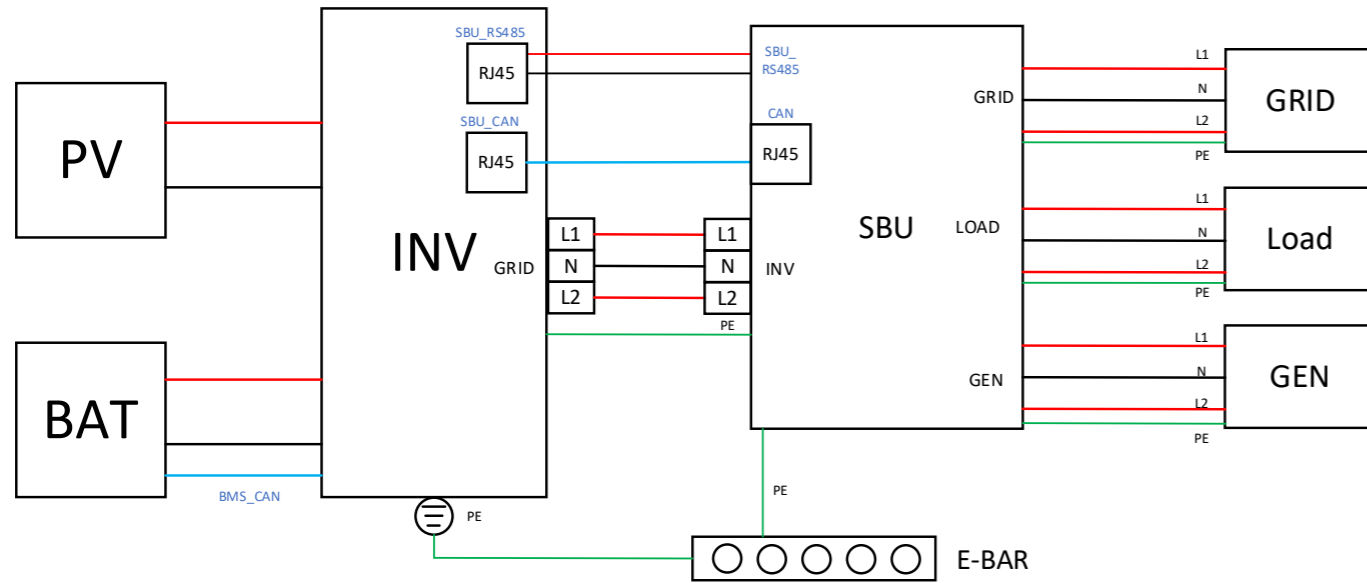 SBU_RS485
RJ45
SBU_
RS485
L1
N
L2
PE
GRID
GRID
PV
SBU_CAN
RJ45
CAN
RJ45
INV
GRID
L1
N
L2
L1
N
L2
PE
INV
SBU
LOAD
L1
N
L2
PE
Load
GEN
L1
N
L2
PE
GEN
BAT
BMS_CAN
PE
PE
E-BAR